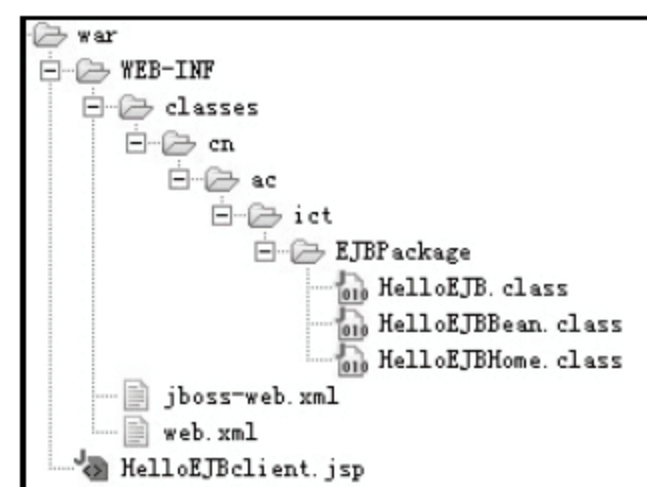 war
WEB-INF
classes
cn
ac
ict
EJBPackage
HelloEJB.class
HelloEJBBean.class
HelloEJBHome.class
jboss-web.xml
web.xml
HelloEJBclient.jsp